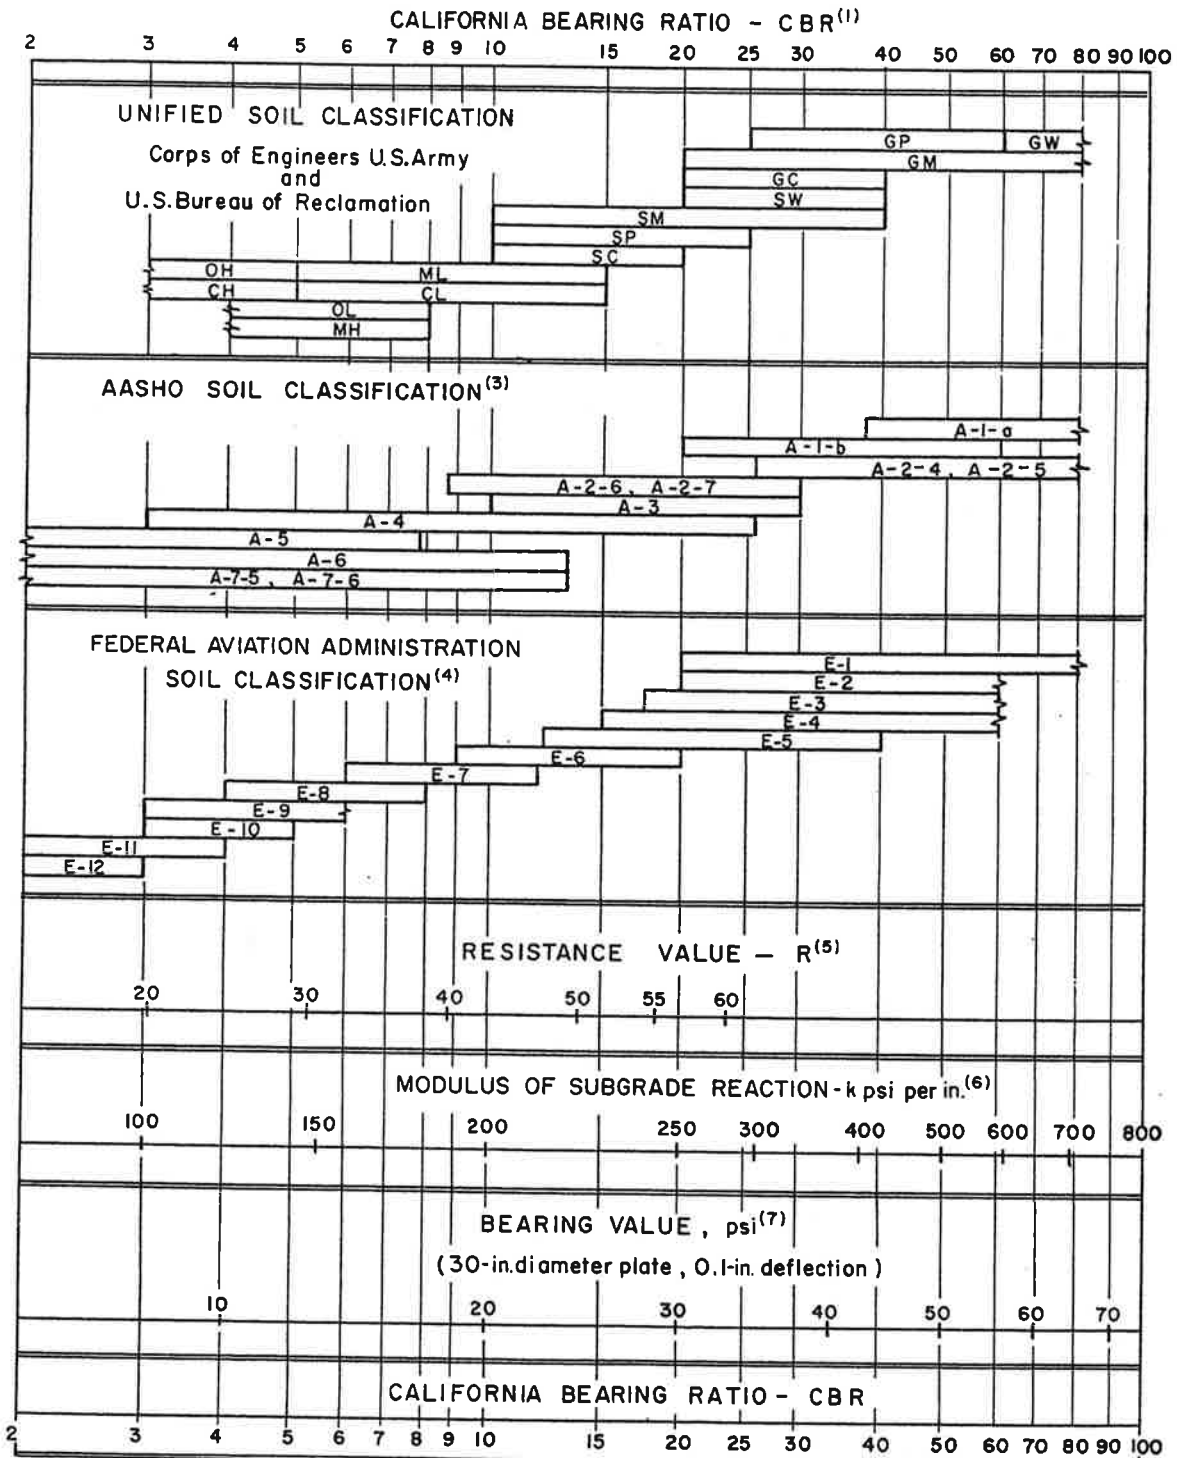 CALIFORNIA BEARING RATIO - CBR(1)
2 3 4 5 6 7 8 9 10 15 20 25 30 40 50 60 70 80 90 100
UNIFIED SOIL CLASSIFICATION
Corps of Engineers U.S.Army
and
U.S.Bureau of Reclamation
GP GW
GM
GC
SW
SM
SP
SC
OH ML
CH CL
OL
MH
AASHO SOIL CLASSIFICATION(3)
A-1-a
A-1-b
A-2-4, A-2-5
A-2-6, A-2-7
A-3
A-4
A-5
A-6
A-7-5, A-7-6
FEDERAL AVIATION ADMINISTRATION
SOIL CLASSIFICATION(4)
E-1
E-2
E-3
E-4
E-5
E-6
E-7
E-8
E-9
E-10
E-11
E-12
RESISTANCE VALUE - R(5)
20 30 40 50 55 60
MODULUS OF SUBGRADE REACTION-k psi per in.(6)
100 150 200 250 300 400 500 600 700 800
BEARING VALUE, psi(7)
(30-in.diameter plate, 0.1-in. deflection)
10 20 30 40 50 60 70
CALIFORNIA BEARING RATIO - CBR
2 3 4 5 6 7 8 9 10 15 20 25 30 40 50 60 70 80 90 100